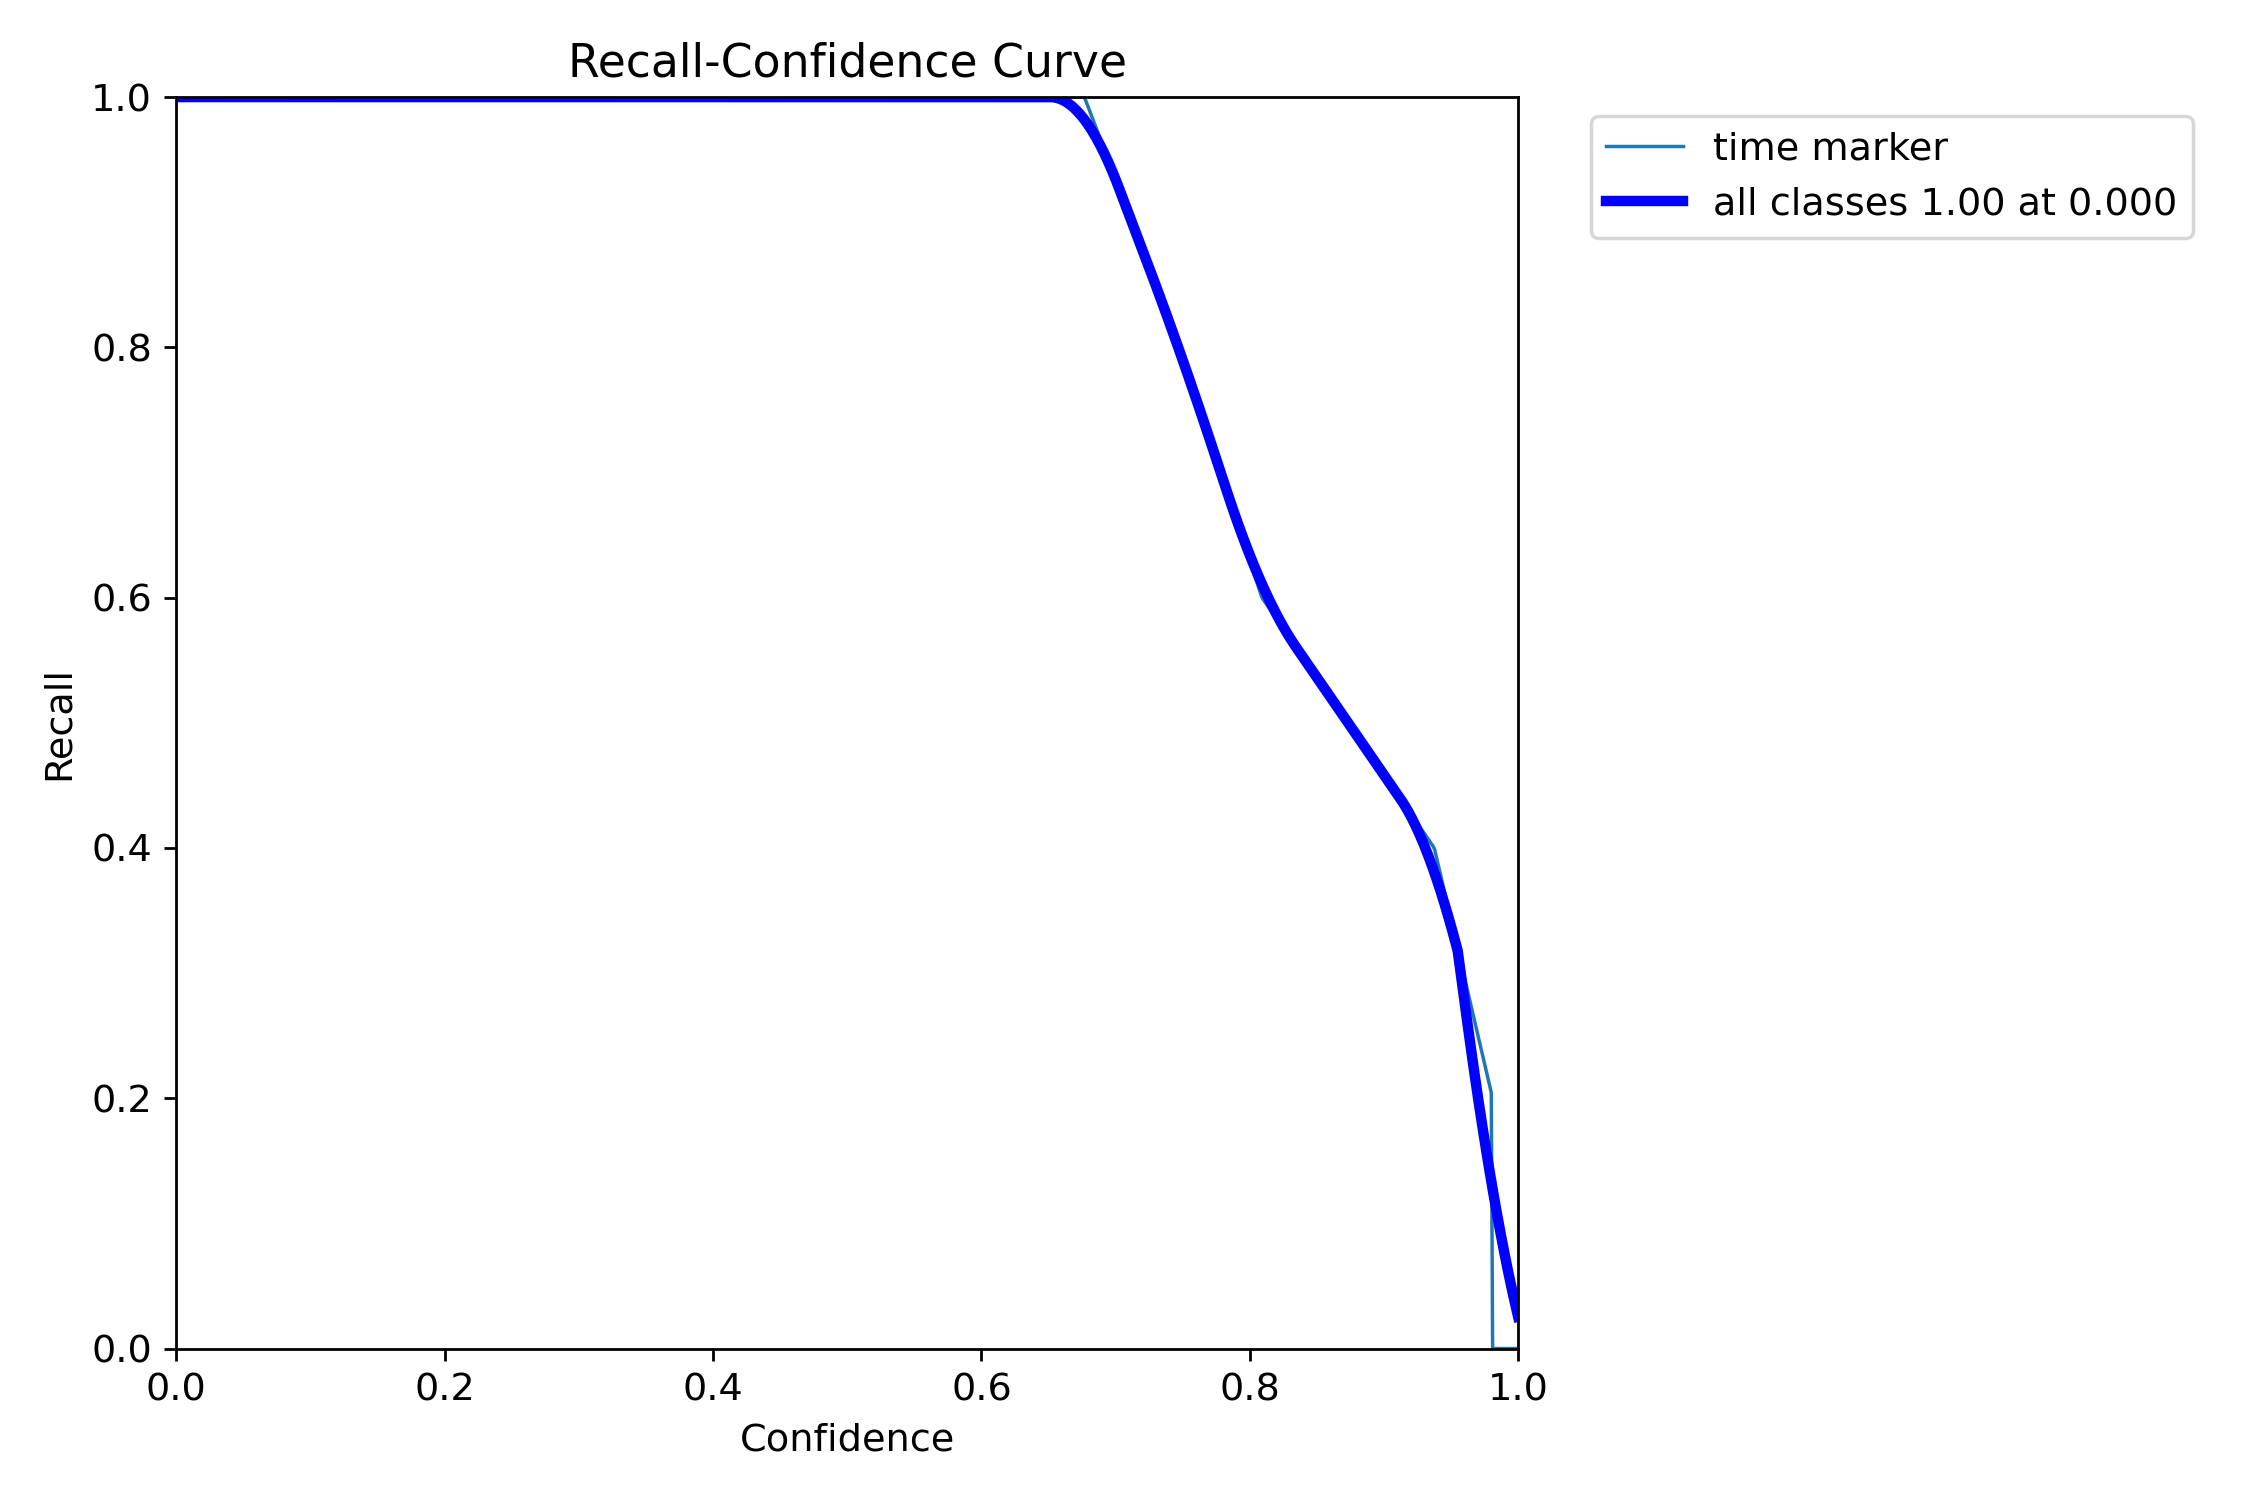 Recall-Confidence Curve
1.0
0.8
0.6
0.4
0.2
0.0
Recall
0.0 0.2 0.4 0.6 0.8 1.0
Confidence
time marker
all classes 1.00 at 0.000